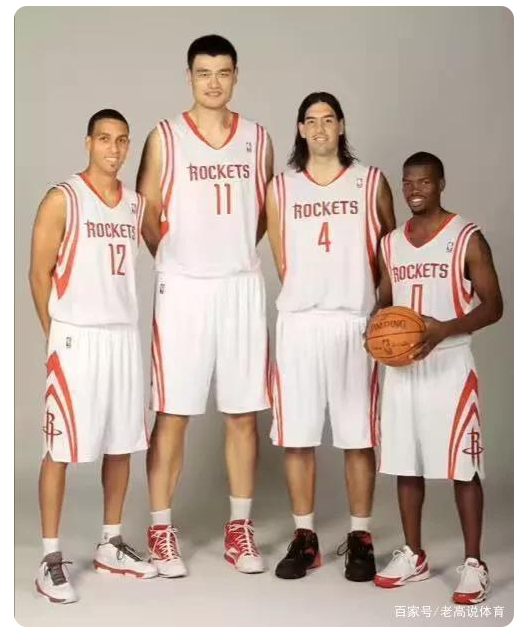 ROCKETS
12
ROCKETS
11
ROCKETS
4
ROCKETS
0
SPALDING
百家号/老高说体育